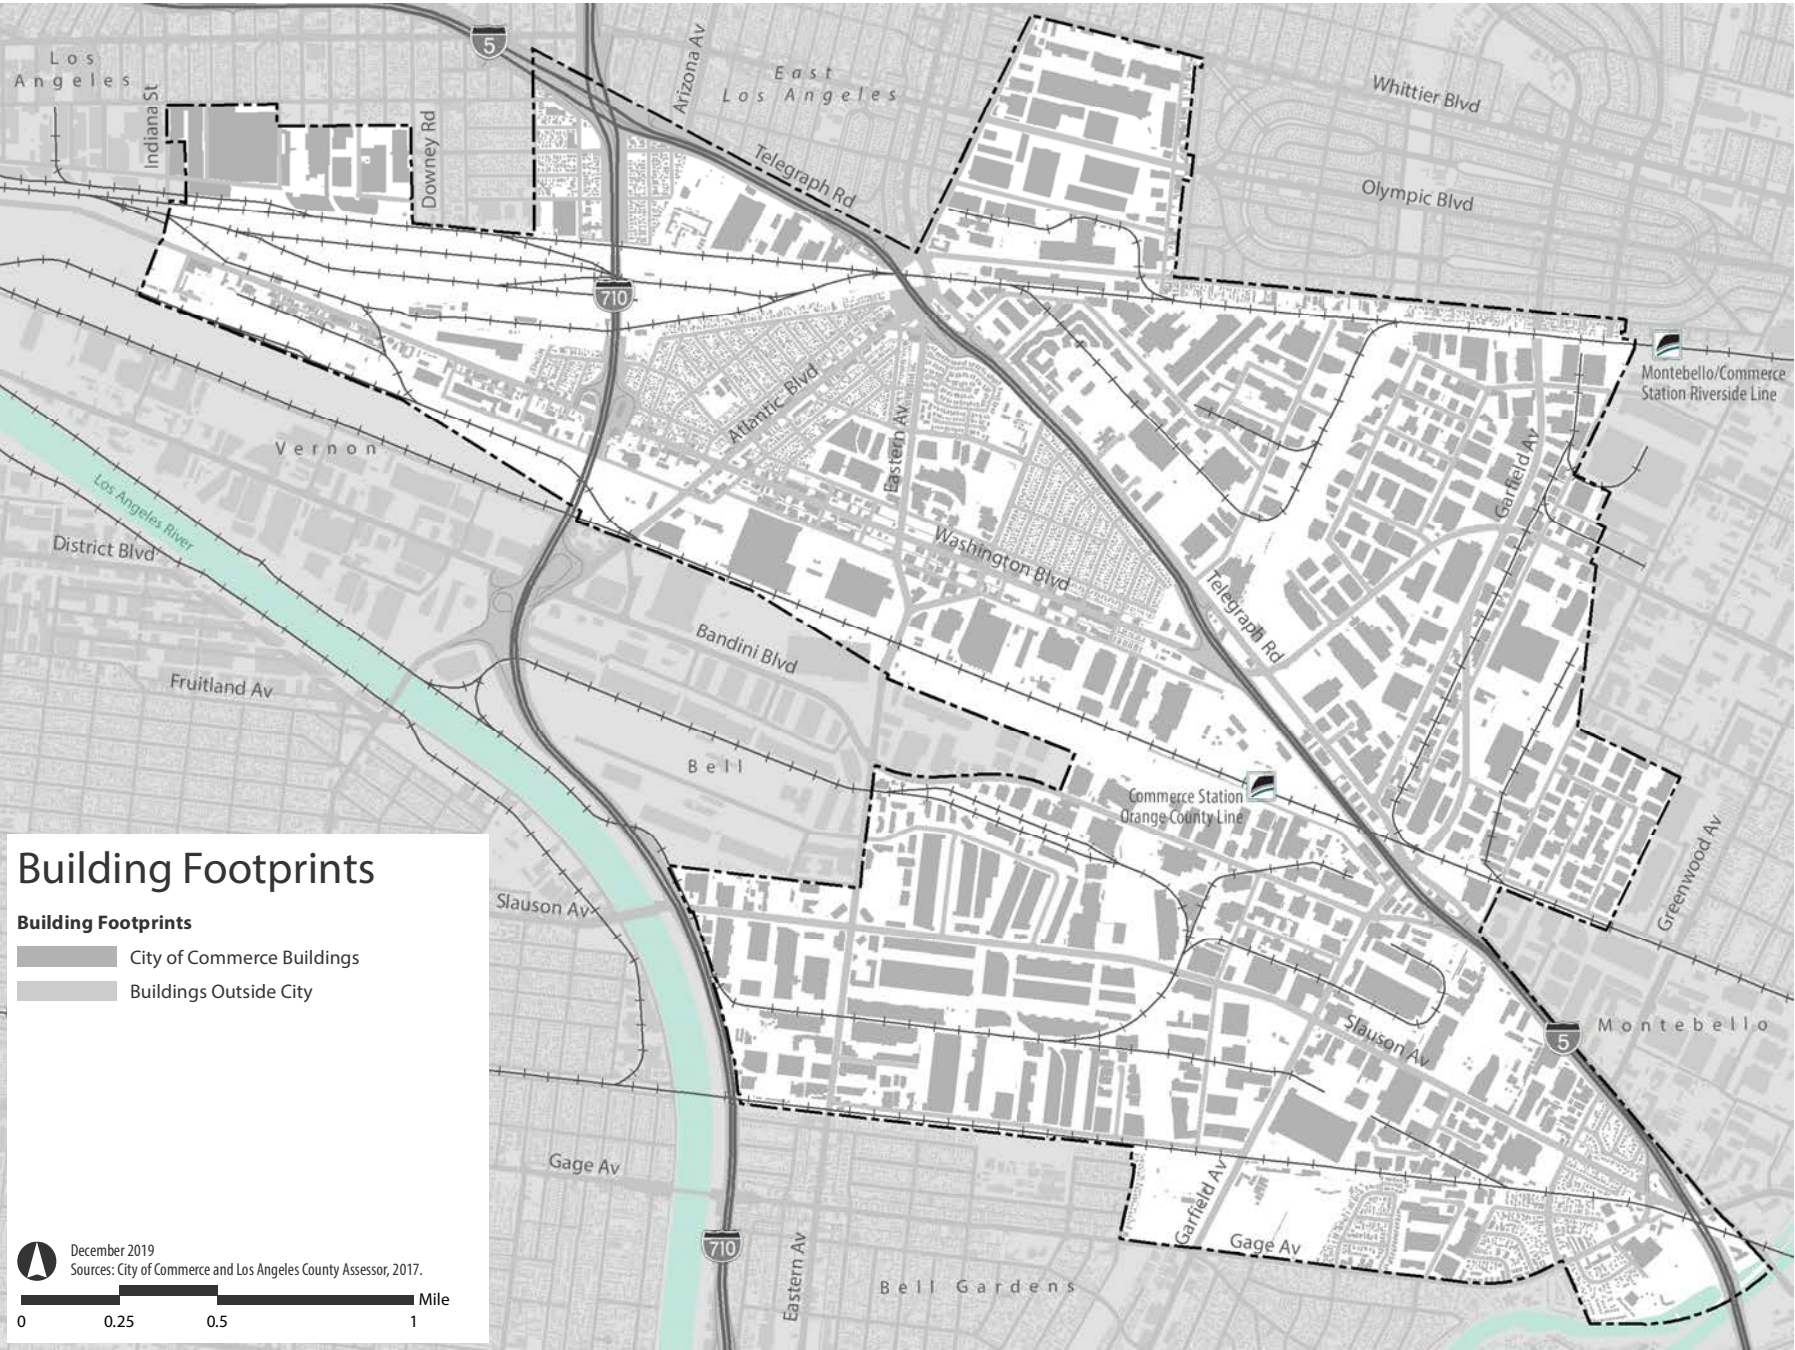 5
Los
Angeles
Indiana St
Downey Rd
Arizona Av
East
Los Angeles
Telegraph Rd
Whittier Blvd
Olympic Blvd
710
Montebello/Commerce
Station Riverside Line
Atlantic Blvd
Eastern Av
Garfield Av
Vernon
Los Angeles River
District Blvd
Washington Blvd
Telegraph Rd
Bandini Blvd
Fruitland Av
Bell
Commerce Station
Orange County Line
Greenwood Av
Slauson Av
Slauson Av
5
Montebello
Gage Av
Garfield Av
Gage Av
710
Eastern Av
Bell Gardens
Building Footprints
Building Footprints
City of Commerce Buildings
Buildings Outside City
December 2019
Sources: City of Commerce and Los Angeles County Assessor, 2017.
Mile
0 0.25 0.5 1